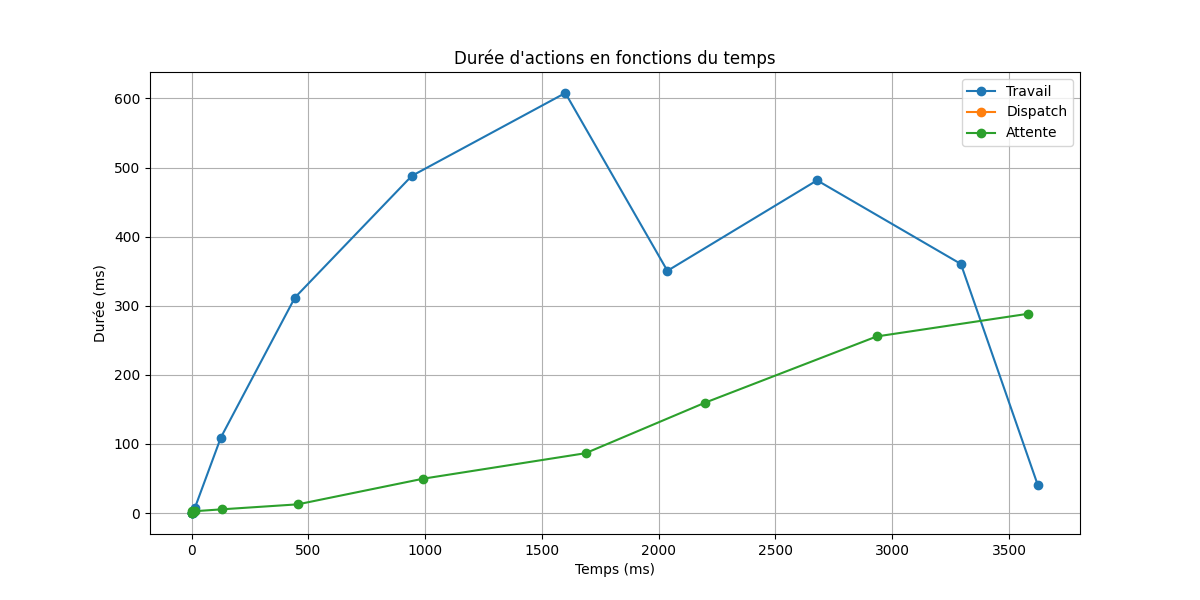 Durée d'actions en fonctions du temps
Travail
Dispatch
Attente
600
500
400
300
200
100
0
Durée (ms)
0 500 1000 1500 2000 2500 3000 3500
Temps (ms)